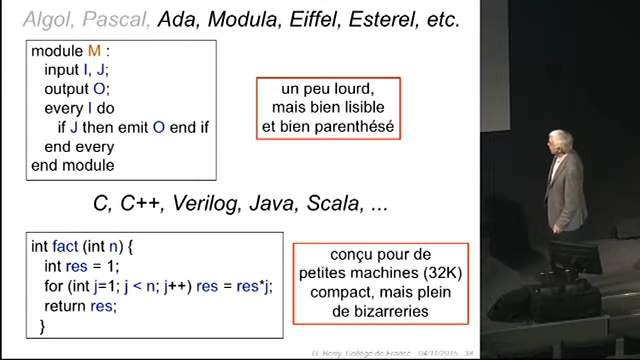 Algol, Pascal, Ada, Modula, Eiffel, Esterel, etc.
module M :
input I, J;
output O;
every I do
if J then emit O end if
end every
end module
un peu lourd,
mais bien lisible
et bien parenthésé
C, C++, Verilog, Java, Scala, ...
int fact (int n) {
int res = 1;
for (int j=1; j < n; j++) res = res*j;
return res;
}
conçu pour de
petites machines (32K)
compact, mais plein
de bizarreries
G. Berry, Collège de France, 04/11/2015 38